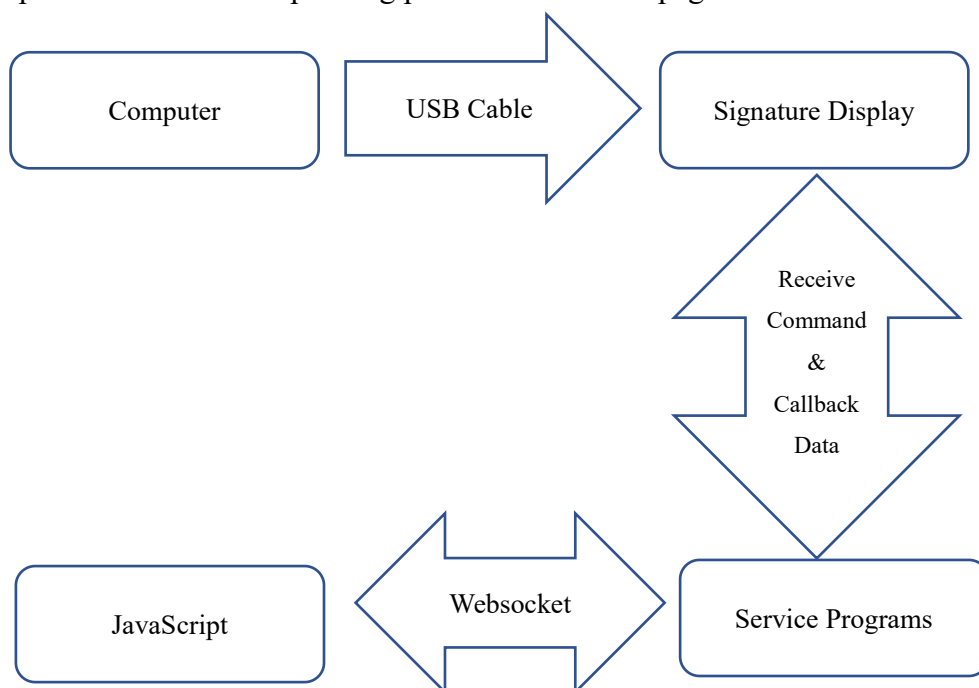 Computer
USB Cable
Signature Display
Receive
Command
&
Callback
Data
JavaScript
Websocket
Service Programs